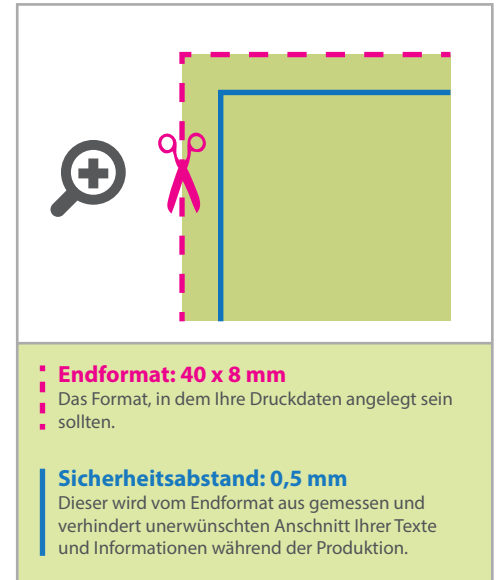 Endformat: 40 x 8 mm
Das Format, in dem Ihre Druckdaten angelegt sein
sollten.
Sicherheitsabstand: 0,5 mm
Dieser wird vom Endformat aus gemessen und
verhindert unerwünschten Anschnitt Ihrer Texte
und Informationen während der Produktion.